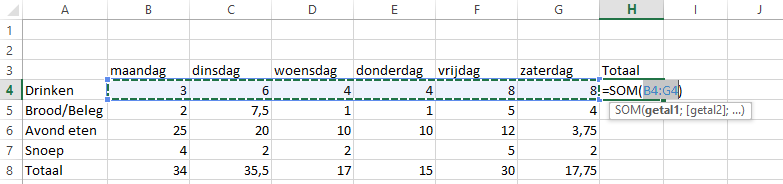 A B C D E F G H I J
1
2
3 maandag dinsdag woensdag donderdag vrijdag zaterdag Totaal
4 Drinken 3 6 4 4 8 8 =SOM(B4:G4)
5 Brood/Beleg 2 7,5 1 1 5 4 SOM(getal1; [getal2]; ...)
6 Avond eten 25 20 10 10 12 3,75
7 Snoep 4 2 2 5 2
8 Totaal 34 35,5 17 15 30 17,75